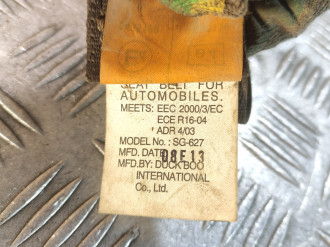 SEAT BELT FOR
AUTOMOBILES.
MEETS: EEC 2000/3/EC
ECE R16-04
ADR 4/03
MODEL No.: SG-627
MFD. DATE: 08E13
MFD.BY: DUCK BOO
INTERNATIONAL
Co., Ltd.